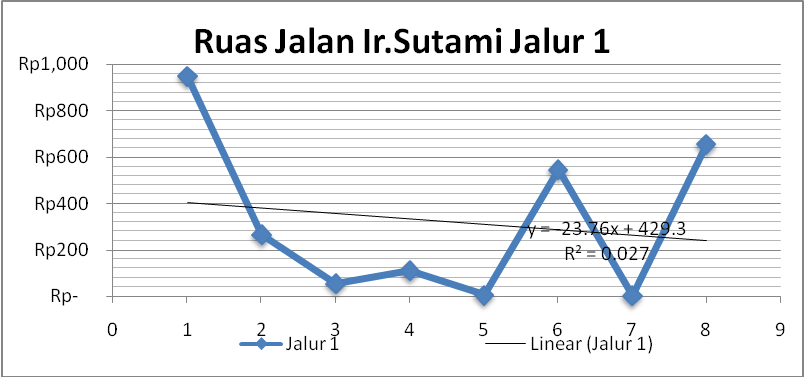 Ruas Jalan Ir.Sutami Jalur 1
Rp1,000
Rp800
Rp600
Rp400
Rp200
Rp-
y = -23.76x + 429.3
R² = 0.027
0 1 2 3 4 5 6 7 8 9
Jalur 1 Linear (Jalur 1)